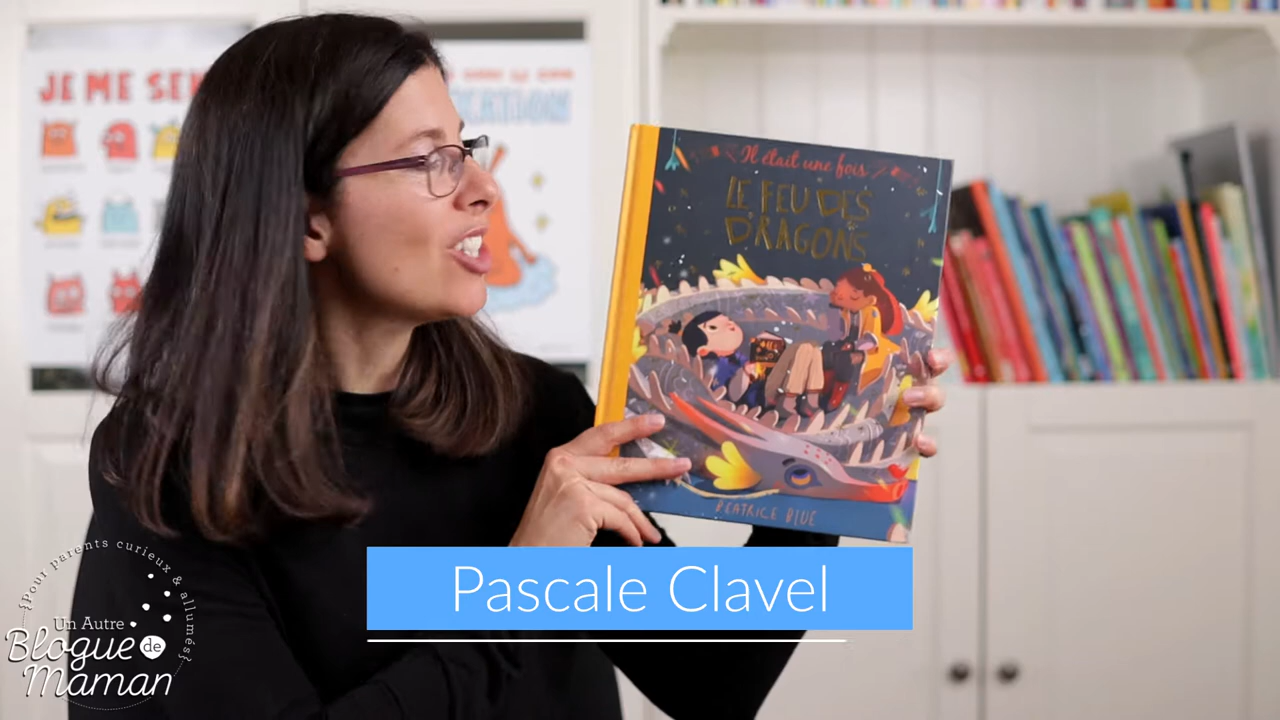 JE ME SEN
Il était une fois
LE FEU DES
DRAGONS
BEATRICE BLUE
Pascale Clavel
{Pour parents curieux & allumés}
Un Autre
Blogue de
Maman